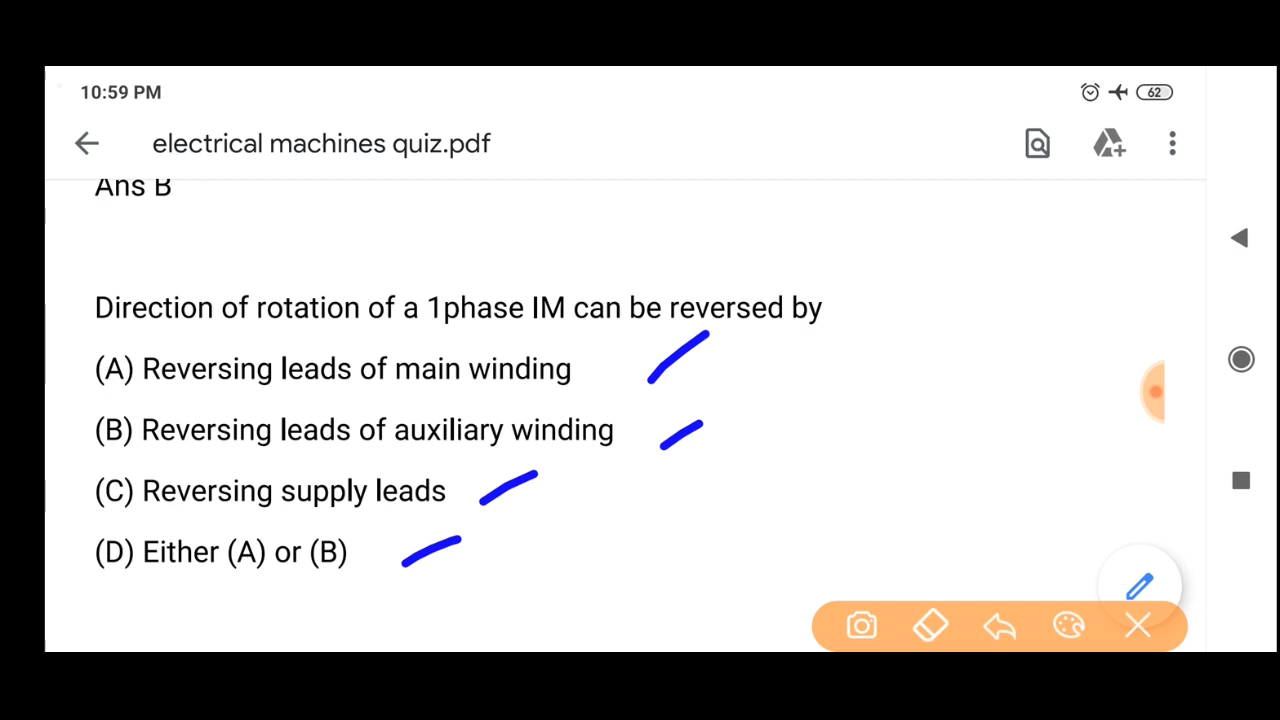 10:59 PM
62
electrical machines quiz.pdf
Ans B
Direction of rotation of a 1phase IM can be reversed by
(A) Reversing leads of main winding
(B) Reversing leads of auxiliary winding
(C) Reversing supply leads
(D) Either (A) or (B)